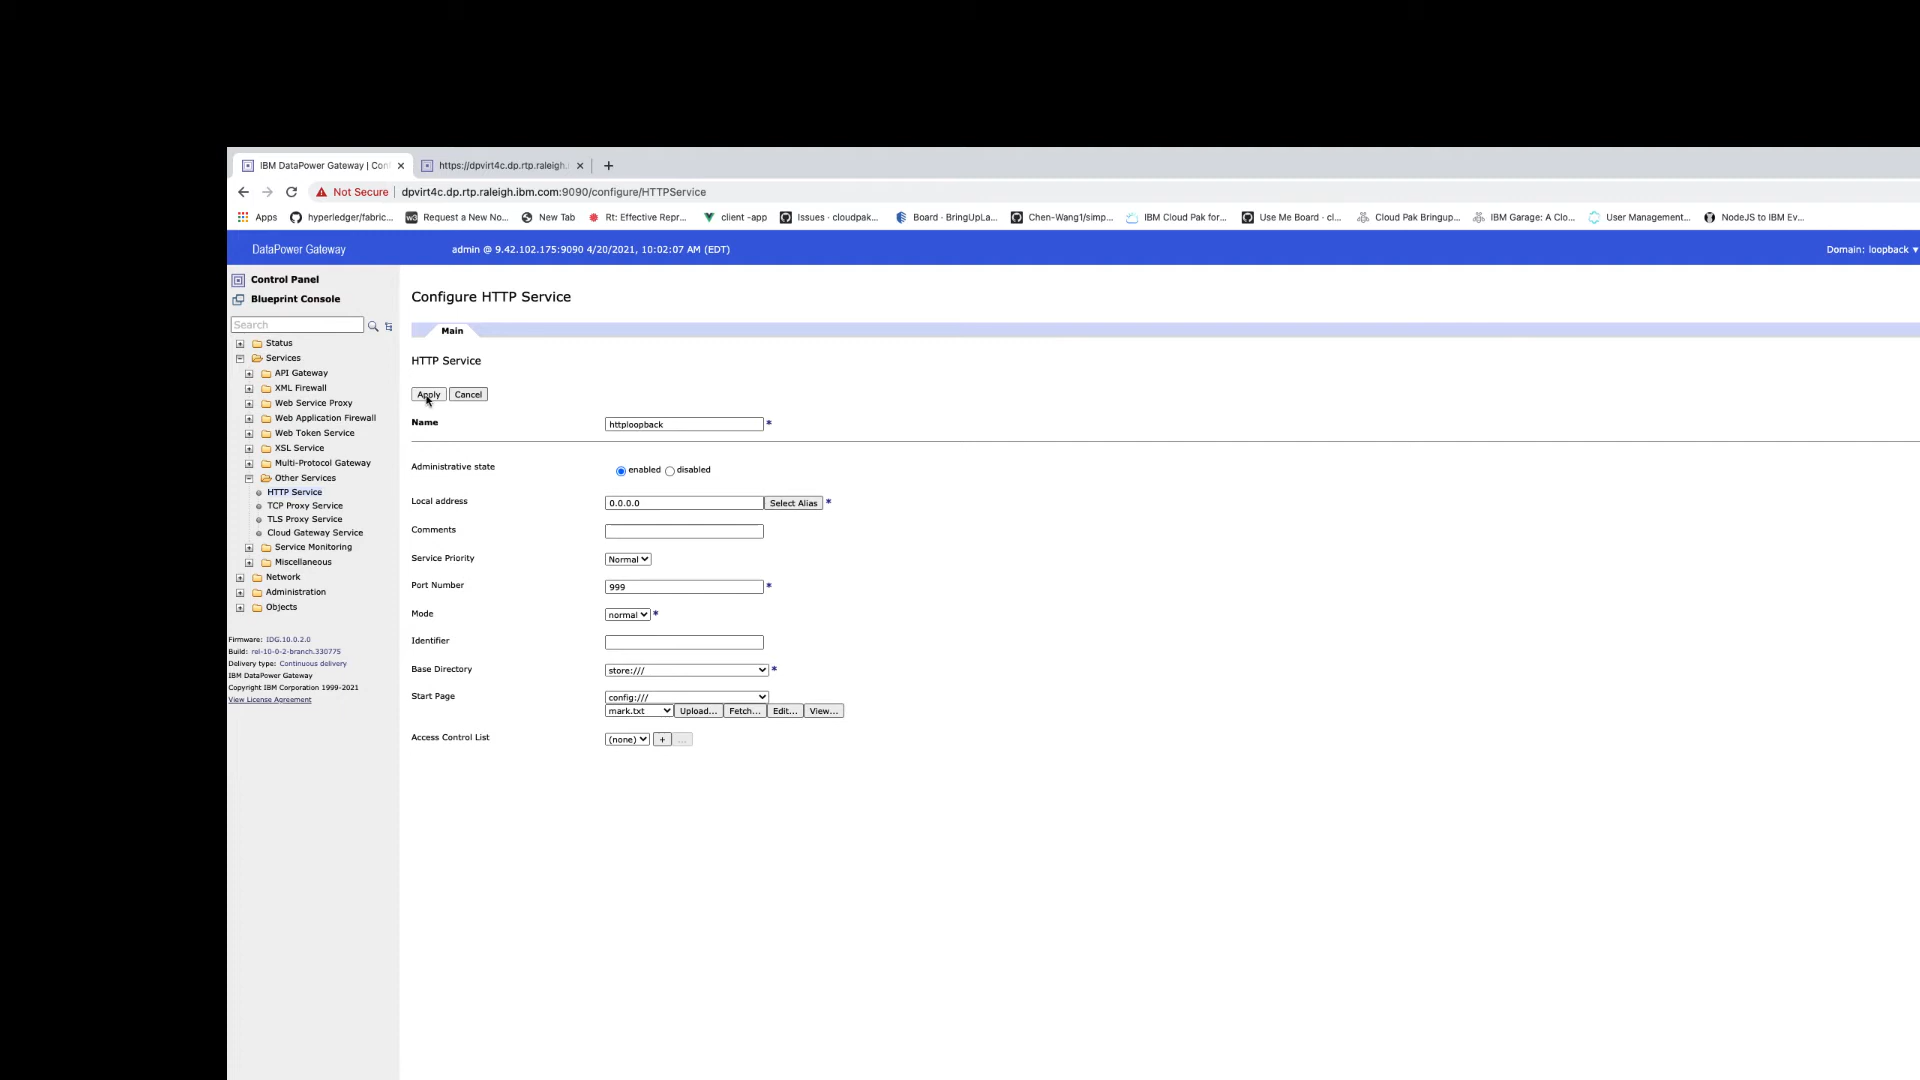 IBM DataPower Gateway | Con
https://dpvirt4c.dp.rtp.raleigh.
Not Secure
dpvirt4c.dp.rtp.raleigh.ibm.com:9090/configure/HTTPService
Apps
hyperledger/fabric...
Request a New No...
New Tab
Rt: Effective Repr...
client -app
Issues · cloudpak...
Board · BringUpLa...
Chen-Wang1/simp...
IBM Cloud Pak for...
Use Me Board · cl...
Cloud Pak Bringup...
IBM Garage: A Clo...
User Management...
NodeJS to IBM Ev...
DataPower Gateway
admin @ 9.42.102.175:9090 4/20/2021, 10:02:07 AM (EDT)
Domain: loopback
Control Panel
Blueprint Console
Search
Status
Services
API Gateway
XML Firewall
Web Service Proxy
Web Application Firewall
Web Token Service
XSL Service
Multi-Protocol Gateway
Other Services
HTTP Service
TCP Proxy Service
TLS Proxy Service
Cloud Gateway Service
Service Monitoring
Miscellaneous
Network
Administration
Objects
Firmware: IDG.10.0.2.0
Build: rel-10-0-2-branch.330775
Delivery type: Continuous delivery
IBM DataPower Gateway
Copyright IBM Corporation 1999-2021
View License Agreement
Configure HTTP Service
Main
HTTP Service
Apply Cancel
Name httploopback *
Administrative state enabled disabled
Local address 0.0.0.0 Select Alias *
Comments
Service Priority Normal
Port Number 999 *
Mode normal *
Identifier
Base Directory store:/// *
Start Page config:///
mark.txt Upload... Fetch... Edit... View...
Access Control List (none) + ...